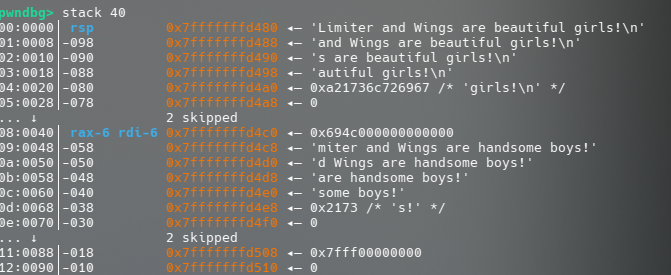 pwndbg> stack 40
00:0000│ rsp 0x7fffffffd480 ◂— 'Limiter and Wings are beautiful girls!\n'
01:0008│-098 0x7fffffffd488 ◂— 'and Wings are beautiful girls!\n'
02:0010│-090 0x7fffffffd490 ◂— 's are beautiful girls!\n'
03:0018│-088 0x7fffffffd498 ◂— 'autiful girls!\n'
04:0020│-080 0x7fffffffd4a0 ◂— 0xa21736c726967 /* 'girls!\n' */
05:0028│-078 0x7fffffffd4a8 ◂— 0
... ↓ 2 skipped
08:0040│ rax-6 rdi-6 0x7fffffffd4c0 ◂— 0x694c000000000000
09:0048│-058 0x7fffffffd4c8 ◂— 'miter and Wings are handsome boys!'
0a:0050│-050 0x7fffffffd4d0 ◂— 'd Wings are handsome boys!'
0b:0058│-048 0x7fffffffd4d8 ◂— 'are handsome boys!'
0c:0060│-040 0x7fffffffd4e0 ◂— 'some boys!'
0d:0068│-038 0x7fffffffd4e8 ◂— 0x2173 /* 's!' */
0e:0070│-030 0x7fffffffd4f0 ◂— 0
... ↓ 2 skipped
11:0088│-018 0x7fffffffd508 ◂— 0x7fff00000000
12:0090│-010 0x7fffffffd510 ◂— 0